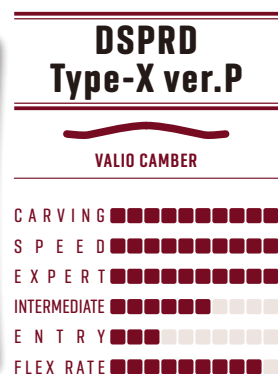 DSPRD
Type-X ver.P
VALIO CAMBER
CARVING
SPEED
EXPERT
INTERMEDIATE
ENTRY
FLEX RATE